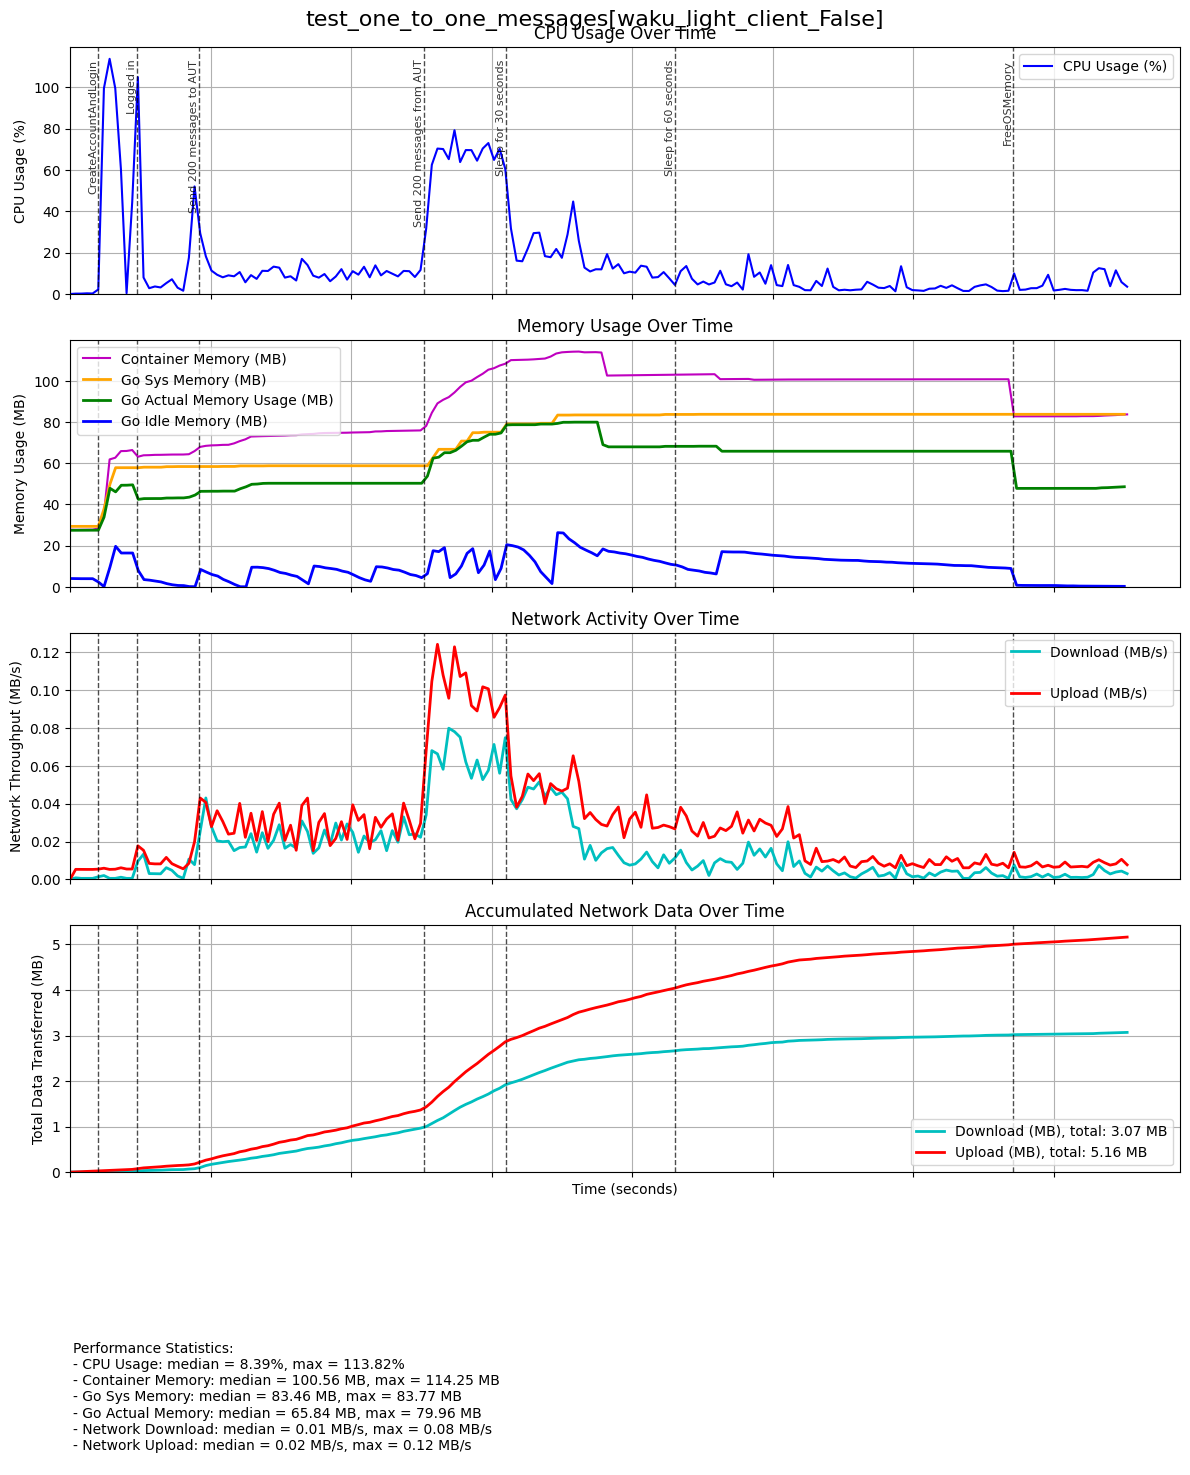 test_one_to_one_messages[waku_light_client_False]
CPU Usage Over Time
CPU Usage (%)
100
80
60
40
20
0
CreateAccountAndLogin
Logged in
Send 200 messages to AUT
Send 200 messages from AUT
Sleep for 30 seconds
Sleep for 60 seconds
FreeOSMemory
CPU Usage (%)
Memory Usage Over Time
Memory Usage (MB)
100
80
60
40
20
0
Container Memory (MB)
Go Sys Memory (MB)
Go Actual Memory Usage (MB)
Go Idle Memory (MB)
Network Activity Over Time
Network Throughput (MB/s)
0.12
0.10
0.08
0.06
0.04
0.02
0.00
Download (MB/s)
Upload (MB/s)
Accumulated Network Data Over Time
Total Data Transferred (MB)
5
4
3
2
1
0
Download (MB), total: 3.07 MB
Upload (MB), total: 5.16 MB
Time (seconds)
Performance Statistics:
- CPU Usage: median = 8.39%, max = 113.82%
- Container Memory: median = 100.56 MB, max = 114.25 MB
- Go Sys Memory: median = 83.46 MB, max = 83.77 MB
- Go Actual Memory: median = 65.84 MB, max = 79.96 MB
- Network Download: median = 0.01 MB/s, max = 0.08 MB/s
- Network Upload: median = 0.02 MB/s, max = 0.12 MB/s